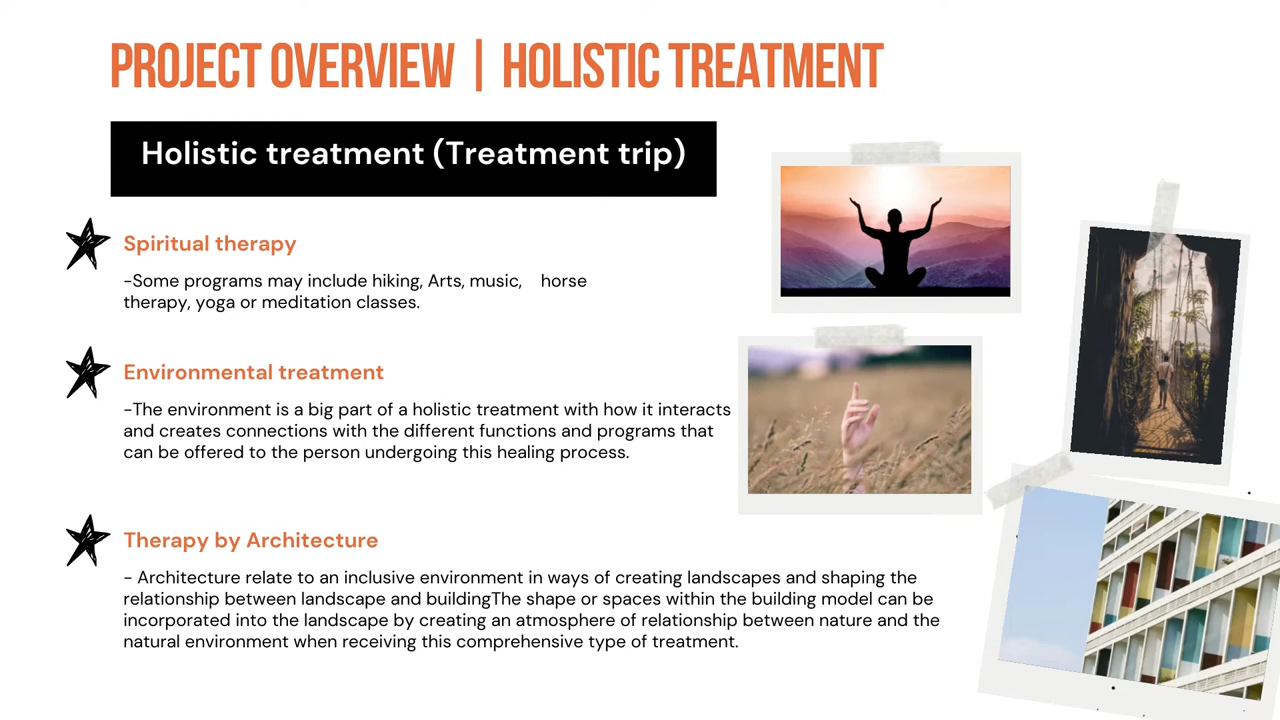 PROJECT OVERVIEW | HOLISTIC TREATMENT
Holistic treatment (Treatment trip)
Spiritual therapy
-Some programs may include hiking, Arts, music, horse
therapy, yoga or meditation classes.
Environmental treatment
-The environment is a big part of a holistic treatment with how it interacts
and creates connections with the different functions and programs that
can be offered to the person undergoing this healing process.
Therapy by Architecture
- Architecture relate to an inclusive environment in ways of creating landscapes and shaping the
relationship between landscape and buildingThe shape or spaces within the building model can be
incorporated into the landscape by creating an atmosphere of relationship between nature and the
natural environment when receiving this comprehensive type of treatment.